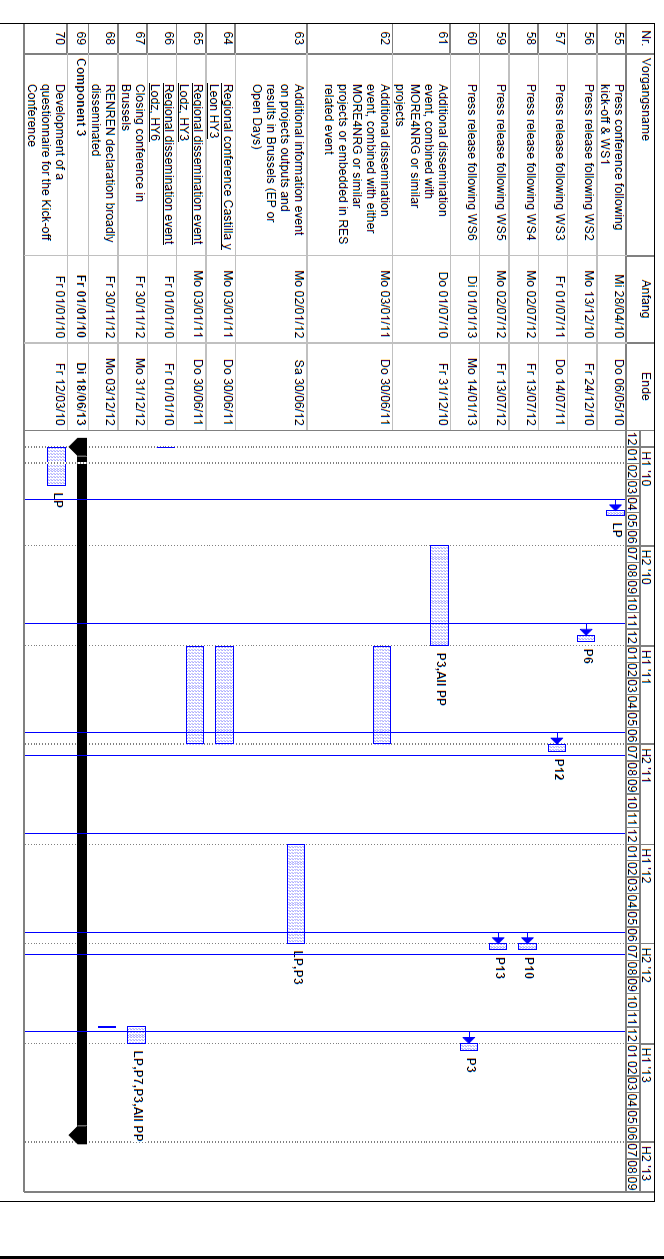 Nr. Vorgangsname Anfang Ende H1 '10 H2 '10 H1 '11 H2 '11 H1 '12 H2 '12 H1 '13 H2 '13
12 01 02 03 04 05 06 07 08 09 10 11 12 01 02 03 04 05 06 07 08 09 10 11 12 01 02 03 04 05 06 07 08 09 10 11 12 01 02 03 04 05 06 07 08 09
55 Press conference following Mi 28/04/10 Do 06/05/10 LP
kick-off & WS1
56 Press release following WS2 Mo 13/12/10 Fr 24/12/10 P6
57 Press release following WS3 Fr 01/07/11 Do 14/07/11 P12
58 Press release following WS4 Mo 02/07/12 Fr 13/07/12 P10
59 Press release following WS5 Mo 02/07/12 Fr 13/07/12 P13
60 Press release following WS6 Di 01/01/13 Mo 14/01/13 P3
61 Additional dissemination Do 01/07/10 Fr 31/12/10 P3,All PP
event, combined with
MORE4NRG or similar
projects
62 Additional dissemination Mo 03/01/11 Do 30/06/11
event, combined with either
MORE4NRG or similar
projects or embedded in RES
related event
63 Additional information event Mo 02/01/12 Sa 30/06/12 LP,P3
on projects outputs and
results in Brussels (EP or
Open Days)
64 Regional conference Castilla y Mo 03/01/11 Do 30/06/11
Leon HY3
65 Regional dissemination event Mo 03/01/11 Do 30/06/11
Lodz, HY3
66 Regional dissemination event Fr 01/01/10 Fr 01/01/10
Lodz, HY6
67 Closing conference in Fr 30/11/12 Mo 31/12/12 LP,P7,P3,All PP
Brussels
68 RENREN declaration broadly Fr 30/11/12 Mo 03/12/12
disseminated
69 Component 3 Fr 01/01/10 Di 18/06/13
70 Development of a Fr 01/01/10 Fr 12/03/10 LP
questionnaire for the Kick-off
Conference